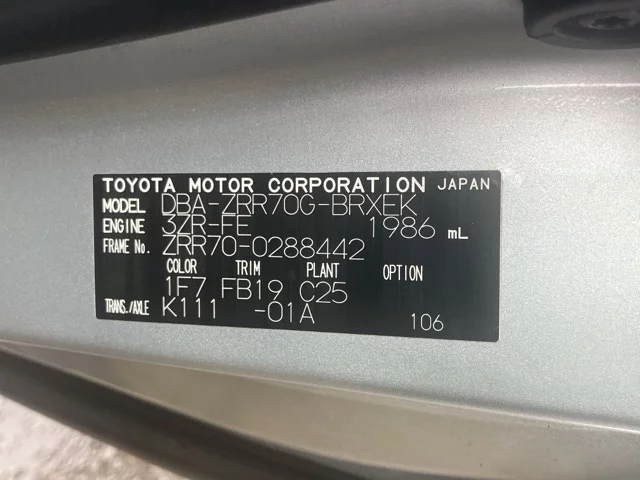 TOYOTA MOTOR CORPORATION JAPAN
MODEL DBA-ZRR70G-BRXEK
ENGINE 3ZR-FE 1986 mL
FRAME No. ZRR70-0288442
COLOR TRIM PLANT OPTION
1F7 FB19 C25
TRANS./AXLE K111 -01A
106